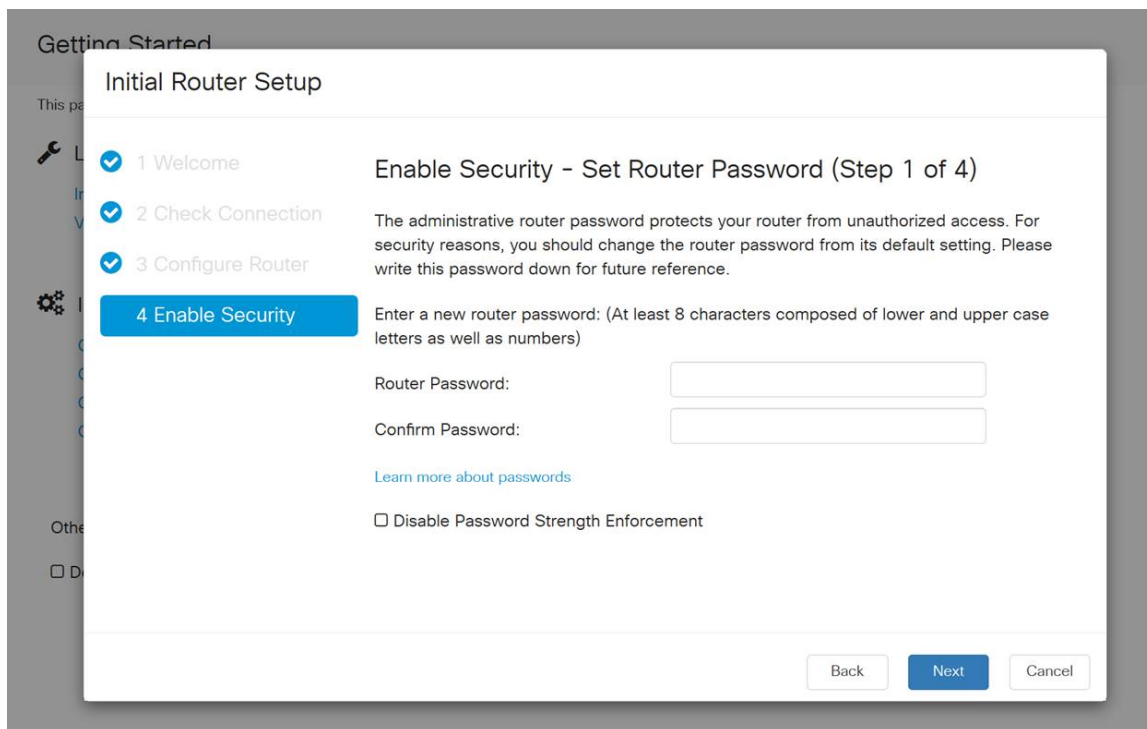 Getting Started
Initial Router Setup
This pa
1 Welcome
2 Check Connection
3 Configure Router
4 Enable Security
Enable Security - Set Router Password (Step 1 of 4)
The administrative router password protects your router from unauthorized access. For
security reasons, you should change the router password from its default setting. Please
write this password down for future reference.
Enter a new router password: (At least 8 characters composed of lower and upper case
letters as well as numbers)
Router Password:
Confirm Password:
Learn more about passwords
Disable Password Strength Enforcement
Othe
Back
Next
Cancel